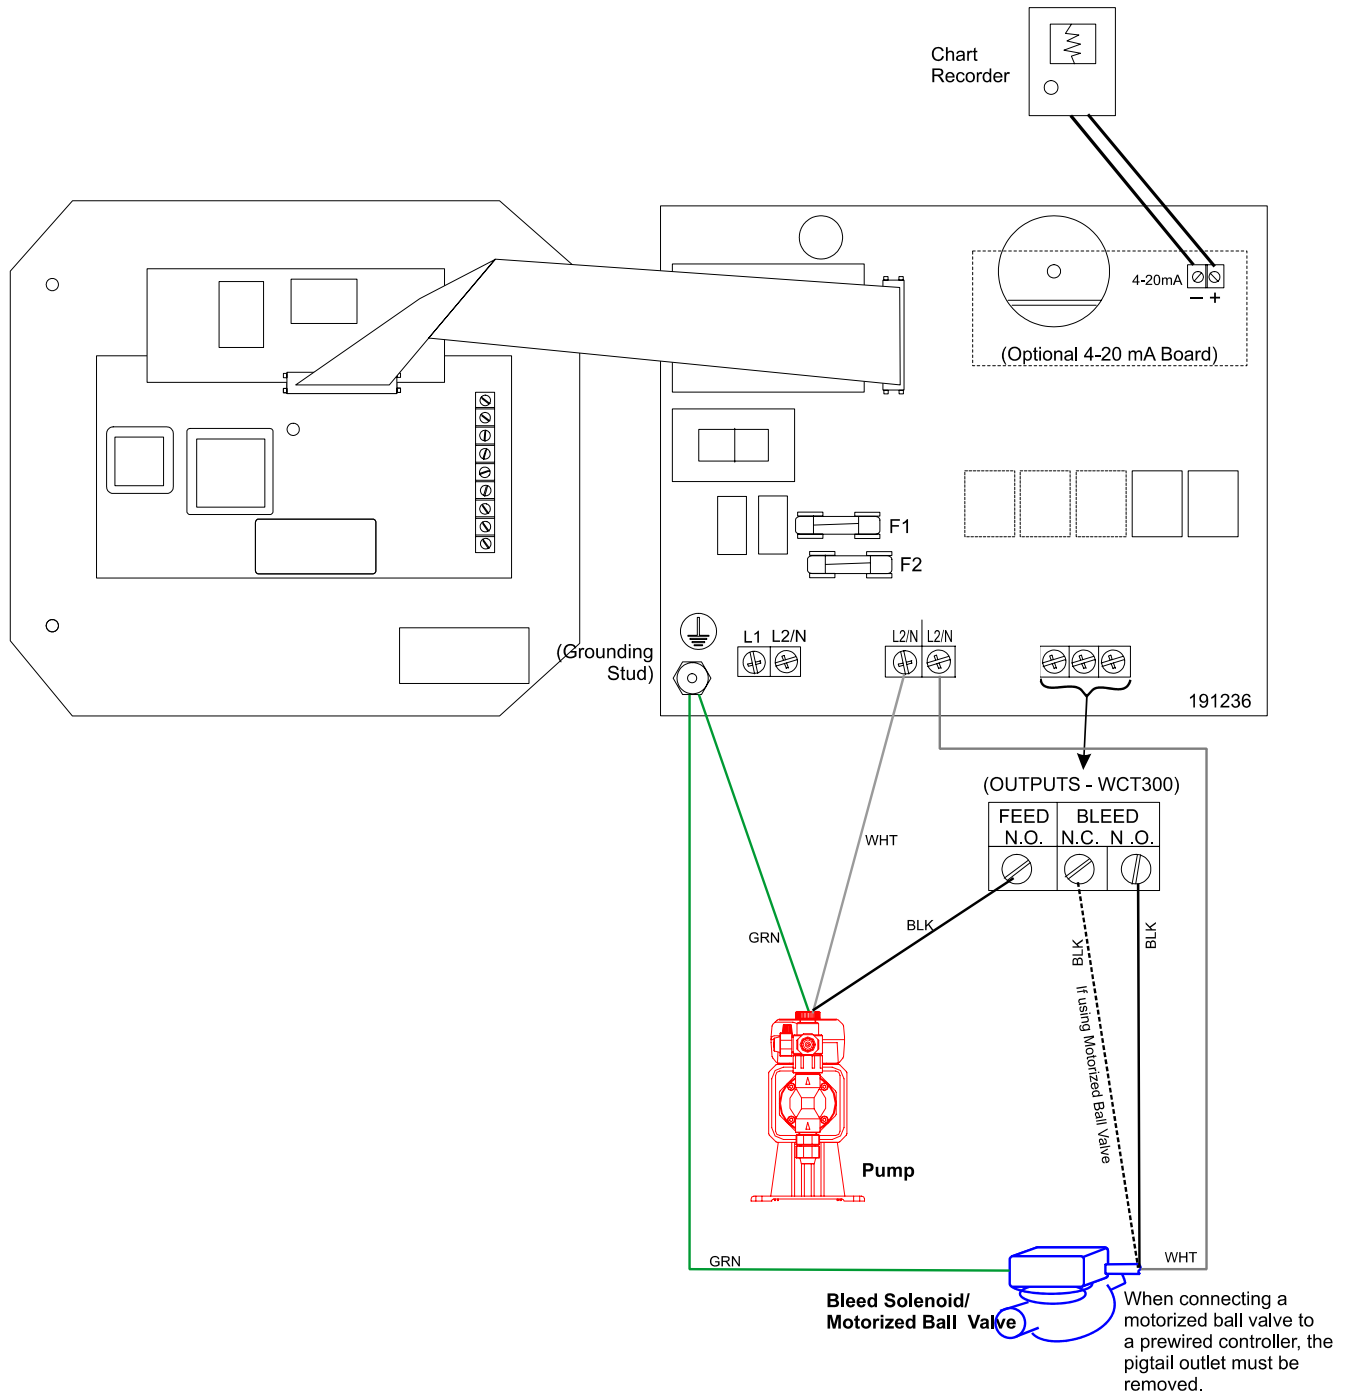 Chart
Recorder
4-20mA
— +
(Optional 4-20 mA Board)
F1
F2
(Grounding
Stud)
L1 L2/N
L2/N L2/N
191236
(OUTPUTS - WCT300)
FEED BLEED
N.O. N.C. N .O.
WHT
BLK
GRN
BLK
BLK
If using Motorized Ball Valve
Pump
GRN
WHT
Bleed Solenoid/
Motorized Ball Valve
When connecting a
motorized ball valve to
a prewired controller, the
pigtail outlet must be
removed.